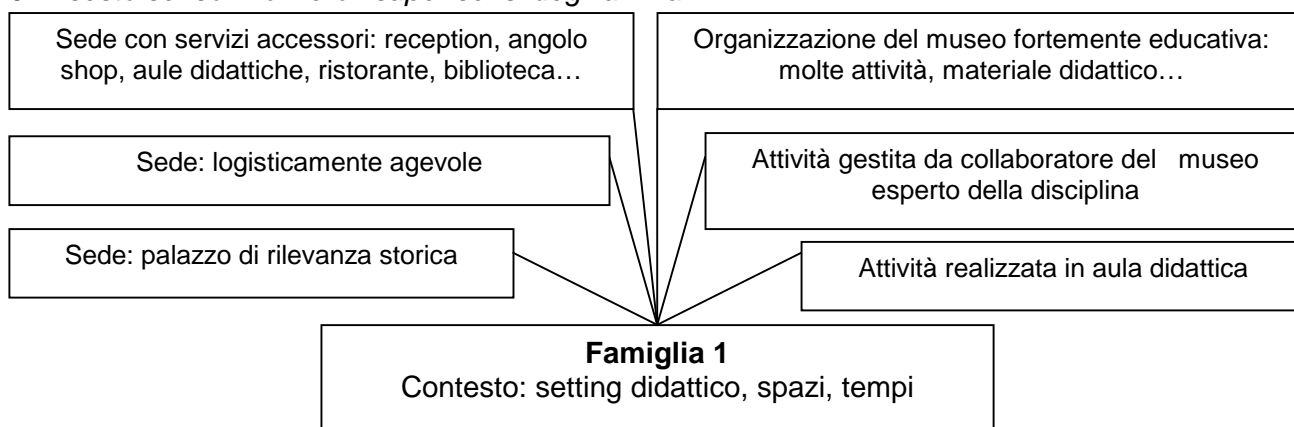 Sede con servizi accessori: reception, angolo
shop, aule didattiche, ristorante, biblioteca…
Organizzazione del museo fortemente educativa:
molte attività, materiale didattico…
Sede: logisticamente agevole
Attività gestita da collaboratore del museo
esperto della disciplina
Sede: palazzo di rilevanza storica
Attività realizzata in aula didattica
Famiglia 1
Contesto: setting didattico, spazi, tempi